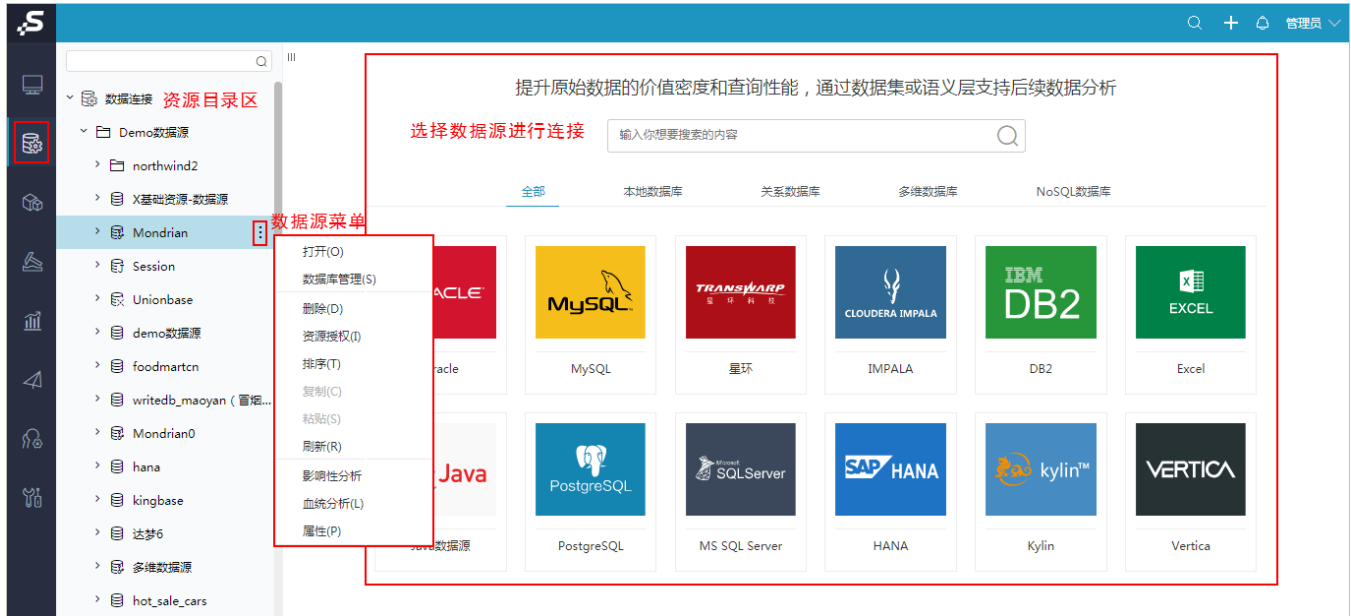 管理员
数据连接 资源目录区
Demo数据源
northwind2
X基础资源-数据源
Mondrian
Session
Unionbase
demo数据源
foodmartcn
writedb_maoyan(冒烟...
Mondrian0
hana
kingbase
达梦6
多维数据源
hot_sale_cars
数据源菜单
打开(O)
数据库管理(S)
删除(D)
资源授权(I)
排序(T)
复制(C)
粘贴(S)
刷新(R)
影响性分析
血统分析(L)
属性(P)
提升原始数据的价值密度和查询性能，通过数据集或语义层支持后续数据分析
选择数据源进行连接
输入你想要搜索的内容
全部 本地数据库 关系数据库 多维数据库 NoSQL数据库
ACLE
MySQL
TRANSWARP
星环科技
CLOUDERA IMPALA
IBM
DB2
EXCEL
racle MySQL 星环 IMPALA DB2 Excel
Java
PostgreSQL
Microsoft
SQLServer
SAP HANA
kylin™
VERTICA
Java数据源 PostgreSQL MS SQL Server HANA Kylin Vertica